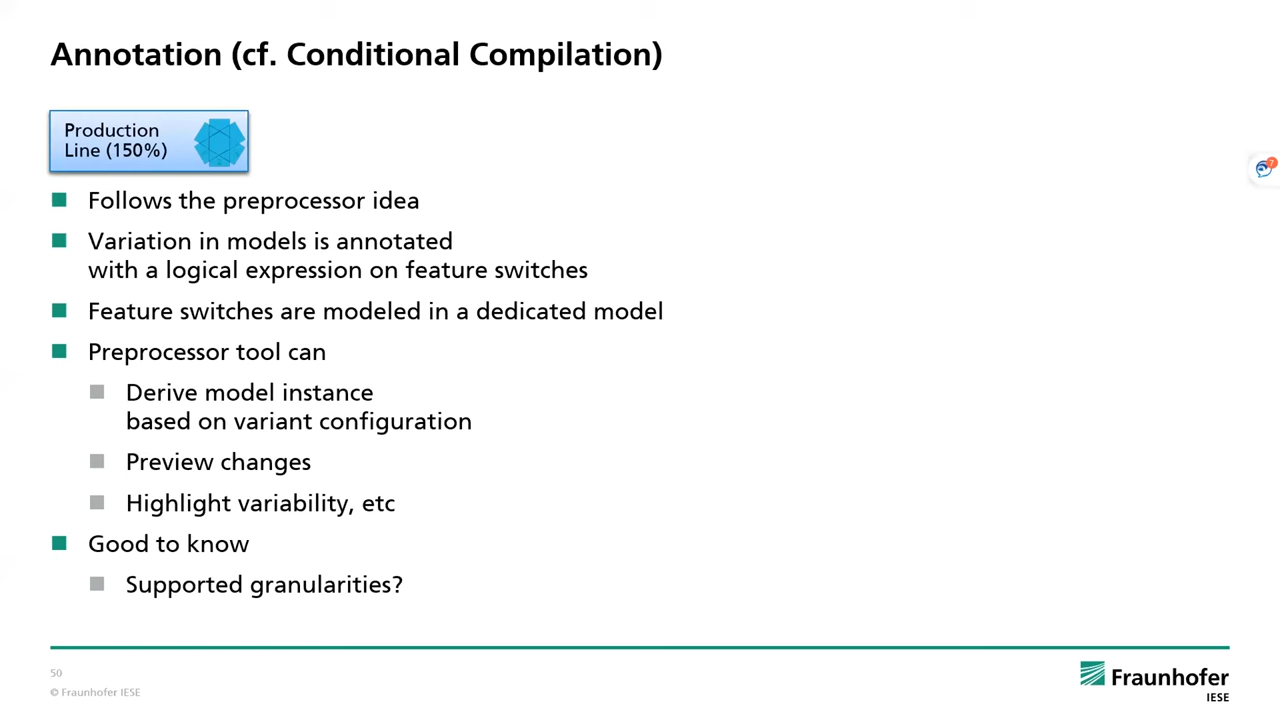 Annotation (cf. Conditional Compilation)
Production
Line (150%)
7
Follows the preprocessor idea
Variation in models is annotated
with a logical expression on feature switches
Feature switches are modeled in a dedicated model
Preprocessor tool can
Derive model instance
based on variant configuration
Preview changes
Highlight variability, etc
Good to know
Supported granularities?
50
© Fraunhofer IESE
Fraunhofer
IESE